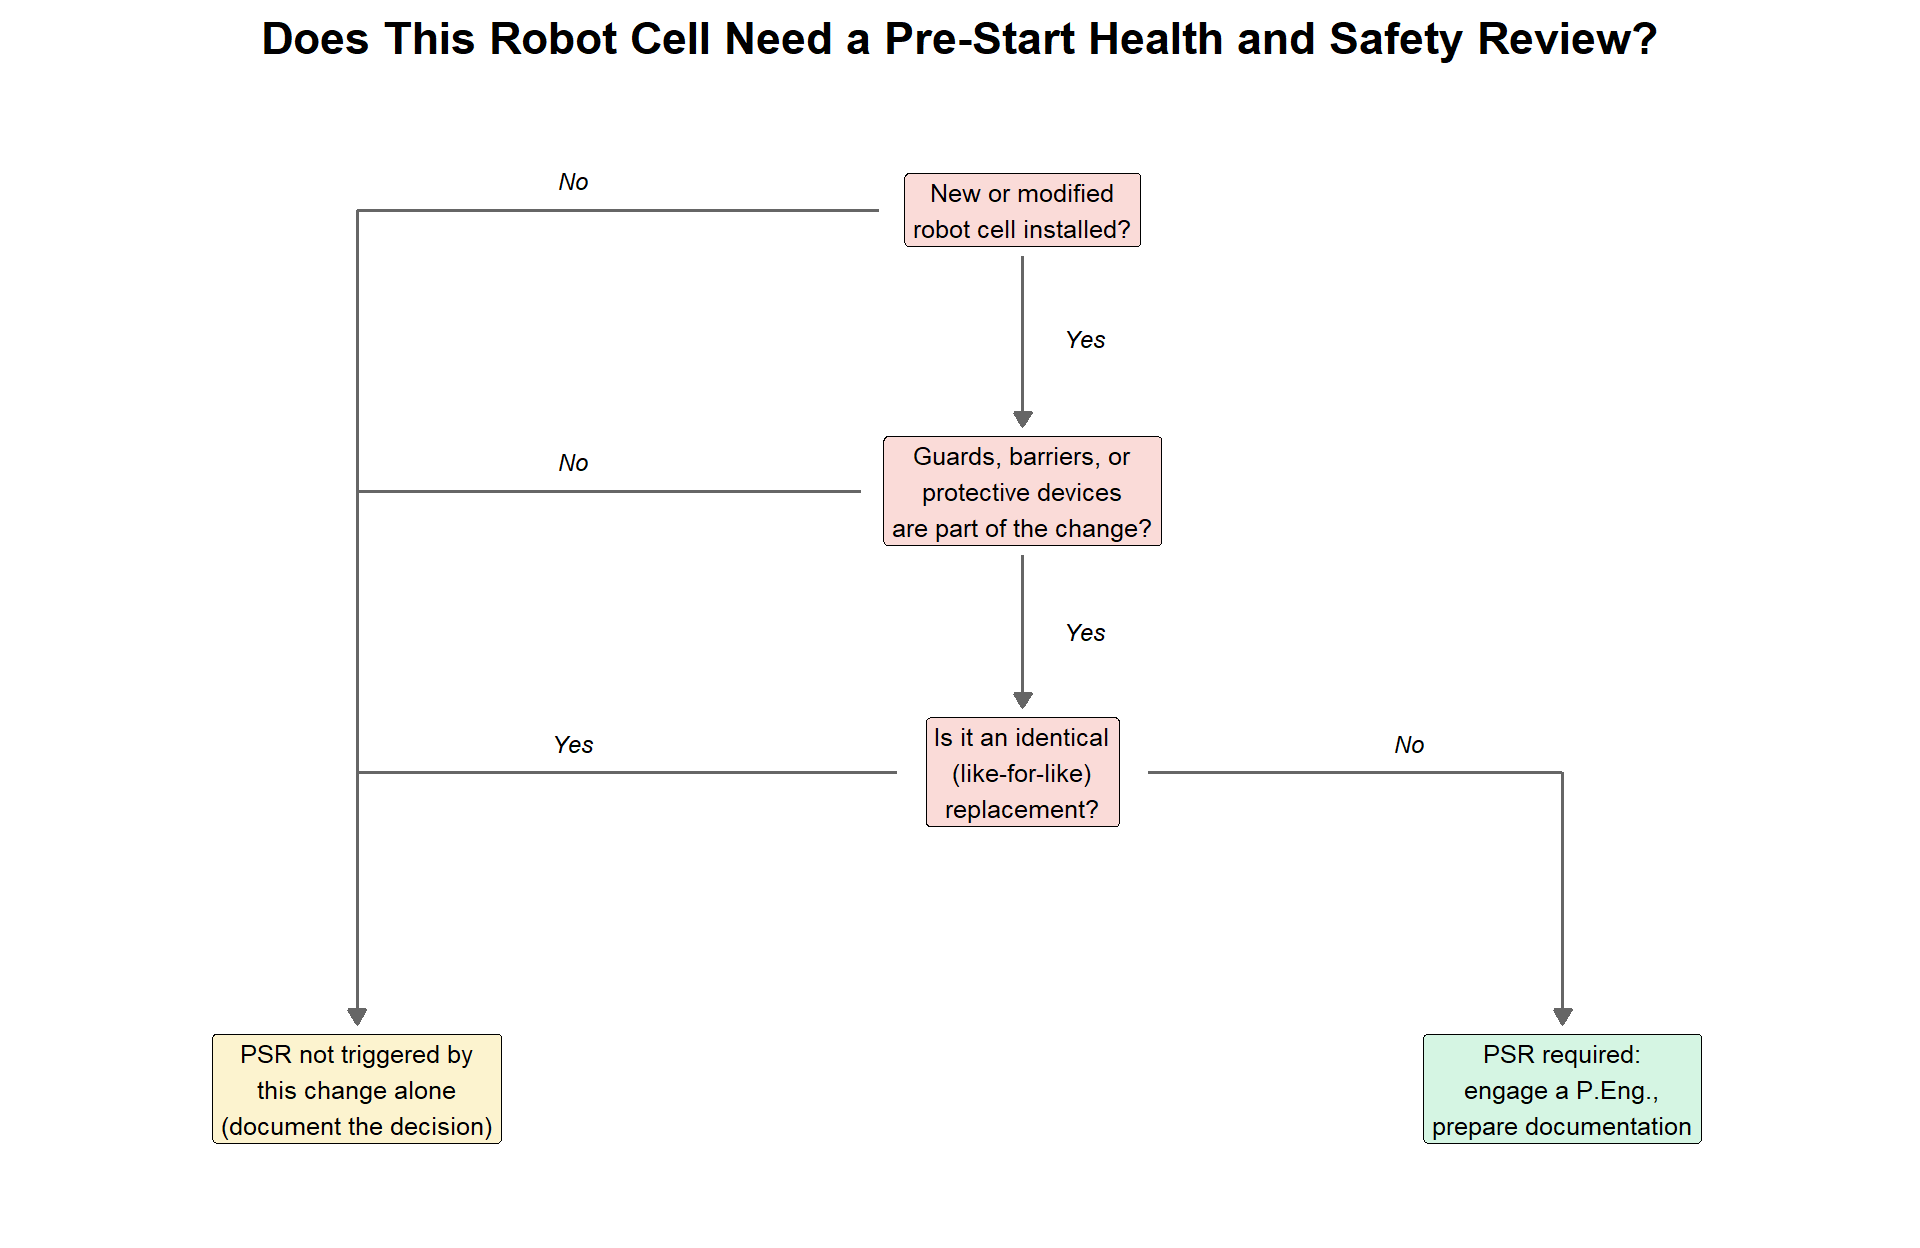 Does This Robot Cell Need a Pre-Start Health and Safety Review?
No
New or modified
robot cell installed?
Yes
No
Guards, barriers, or
protective devices
are part of the change?
Yes
Yes
Is it an identical
(like-for-like)
replacement?
No
PSR not triggered by
this change alone
(document the decision)
PSR required:
engage a P.Eng.,
prepare documentation